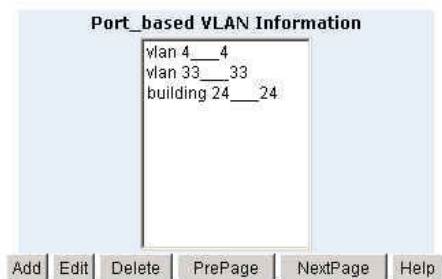 Port_based VLAN Information
vlan 4___4
vlan 33___33
building 24___24
Add Edit Delete PrePage NextPage Help